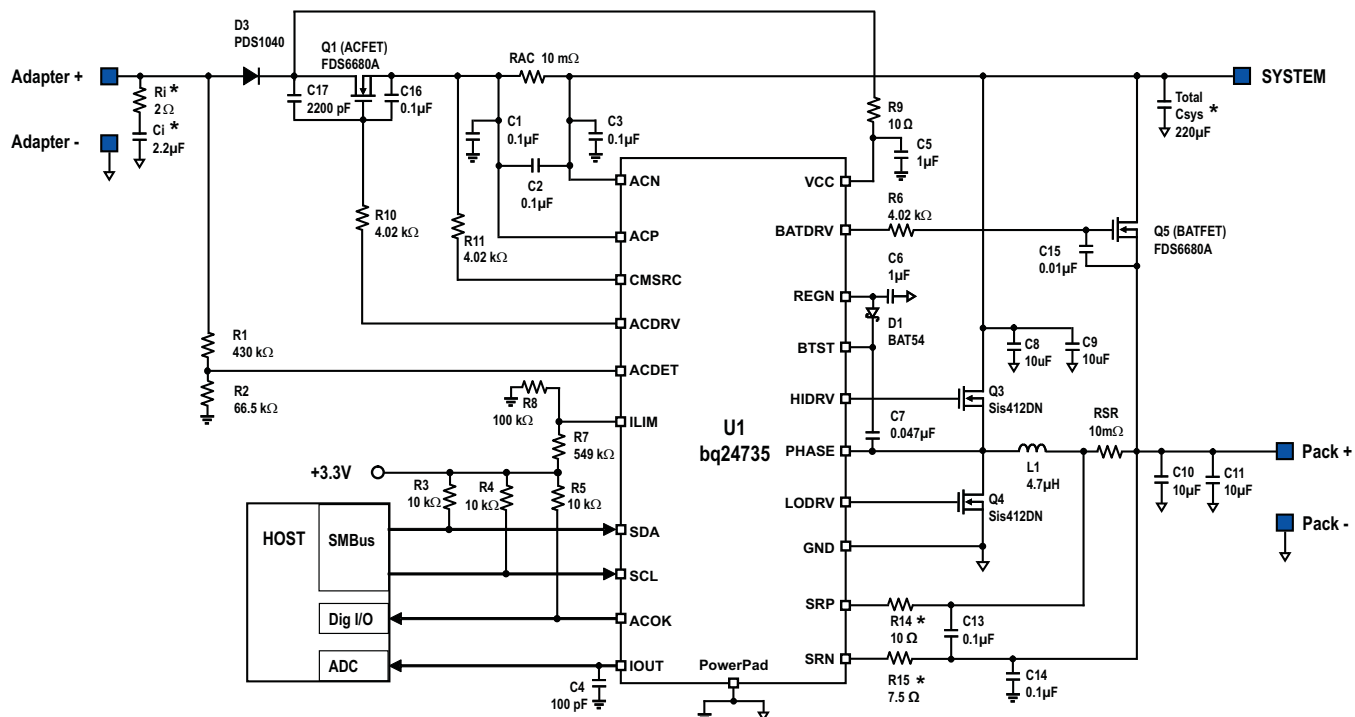 D3
PDS1040
Q1 (ACFET)
FDS6680A
RAC 10 mΩ
Adapter +
SYSTEM
Ri *
2Ω
Ci *
2.2µF
Adapter -
C17
2200 pF
C16
0.1µF
C1
0.1µF
C3
0.1µF
C2
0.1µF
R9
10 Ω
C5
1µF
Total
Csys *
220µF
R10
4.02 kΩ
R11
4.02 kΩ
ACN
ACP
CMSRC
ACDRV
ACDET
ILIM
SDA
SCL
ACOK
IOUT
U1
bq24735
PowerPad
VCC
BATDRV
REGN
BTST
HIDRV
PHASE
LODRV
GND
SRP
SRN
R6
4.02 kΩ
C15
0.01µF
Q5 (BATFET)
FDS6680A
C6
1µF
D1
BAT54
C8
10uF
C9
10uF
R1
430 kΩ
R2
66.5 kΩ
R8
100 kΩ
R7
549 kΩ
Q3
Sis412DN
C7
0.047µF
RSR
10mΩ
L1
4.7µH
Pack +
C10
10µF
C11
10µF
Q4
Sis412DN
Pack -
+3.3V
R3
10 kΩ
R4
10 kΩ
R5
10 kΩ
HOST
SMBus
Dig I/O
ADC
C4
100 pF
R14 *
10 Ω
C13
0.1µF
R15 *
7.5 Ω
C14
0.1µF